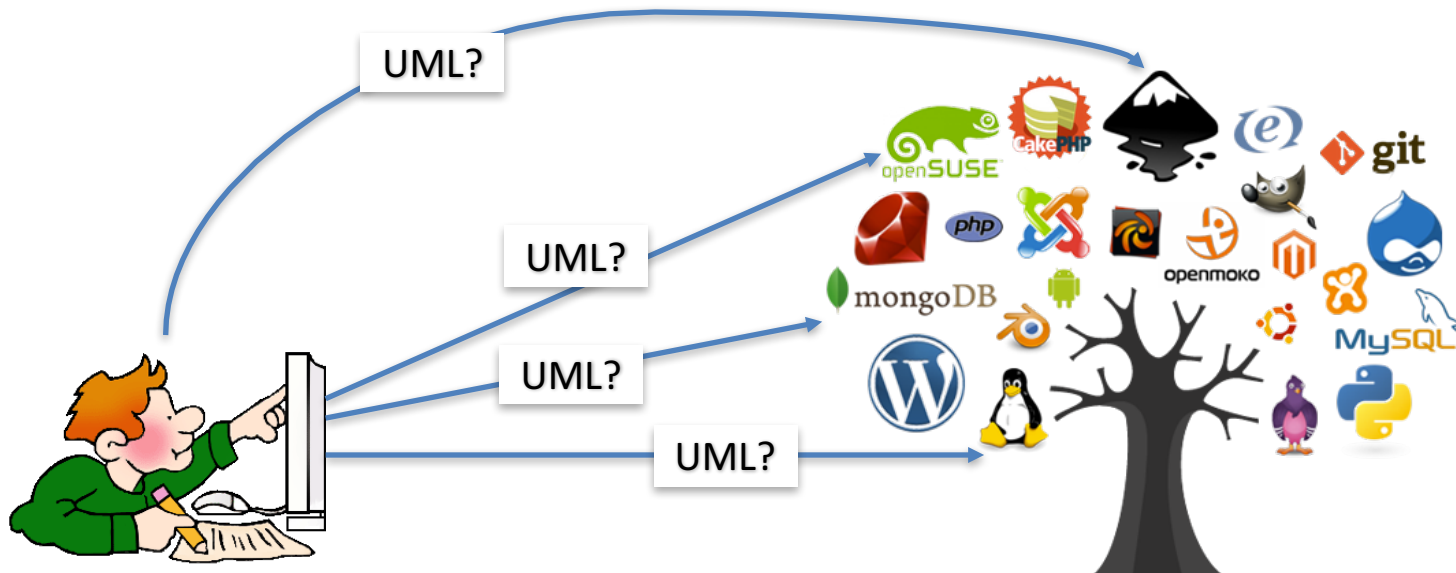 UML?
CakePHP
openSUSE
e
git
UML?
php
openmoko
mongoDB
UML?
MySQL
W
UML?